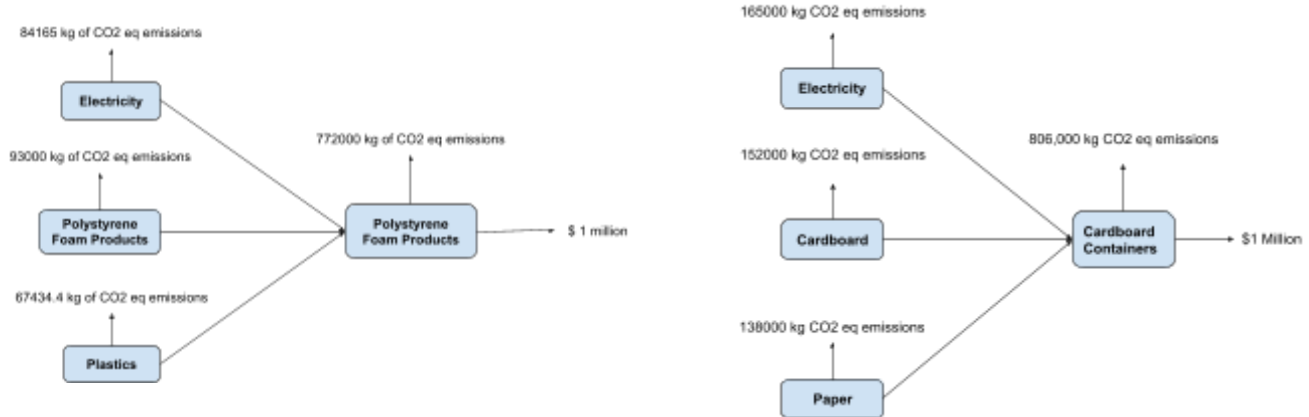 84165 kg of CO2 eq emissions
Electricity
93000 kg of CO2 eq emissions
Polystyrene
Foam Products
67434.4 kg of CO2 eq emissions
Plastics
772000 kg of CO2 eq emissions
Polystyrene
Foam Products
$ 1 million
165000 kg CO2 eq emissions
Electricity
152000 kg CO2 eq emissions
Cardboard
138000 kg CO2 eq emissions
Paper
806,000 kg CO2 eq emissions
Cardboard
Containers
$1 Million